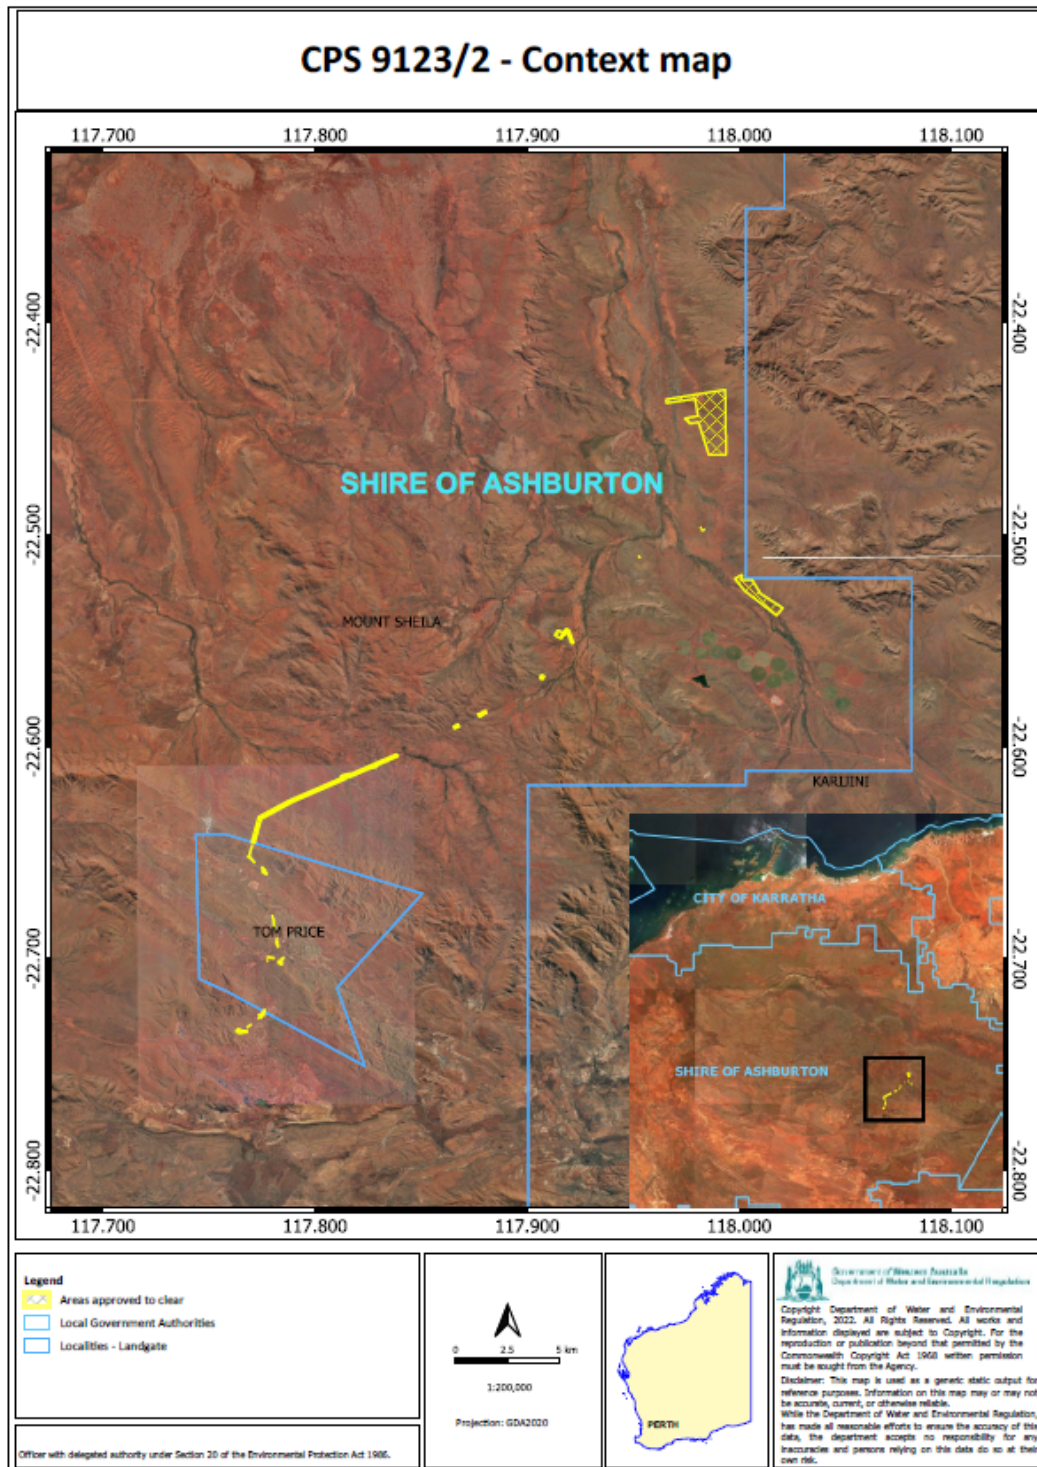 CPS 9123/2 - Context map
117.700 117.800 117.900 118.000 118.100
-22.400 -22.400
SHIRE OF ASHBURTON
-22.500 -22.500
MOUNT SHEILA
-22.600 -22.600
KARIJINI
CITY OF KARRATHA
TOM PRICE
-22.700 -22.700
SHIRE OF ASHBURTON
-22.800 -22.800
117.700 117.800 117.900 118.000 118.100
Legend
Areas approved to clear
Local Government Authorities
Localities - Landgate
Officer with delegated authority under Section 20 of the Environmental Protection Act 1986.
0 2.5 5 km
1:200,000
Projection: GDA2020
PERTH
Government of Western Australia
Department of Water and Environmental Regulation
Copyright Department of Water and Environmental
Regulation, 2022. All Rights Reserved. All works and
information displayed are subject to Copyright. For the
reproduction or publication beyond that permitted by the
Commonwealth Copyright Act 1968 written permission
must be sought from the Agency.
Disclaimer: This map is used as a generic static output for
reference purposes. Information on this map may or may not
be accurate, current, or otherwise reliable.
While the Department of Water and Environmental Regulation,
has made all reasonable efforts to ensure the accuracy of this
data, the department accepts no responsibility for any
inaccuracies and persons relying on this data do so at their
own risk.